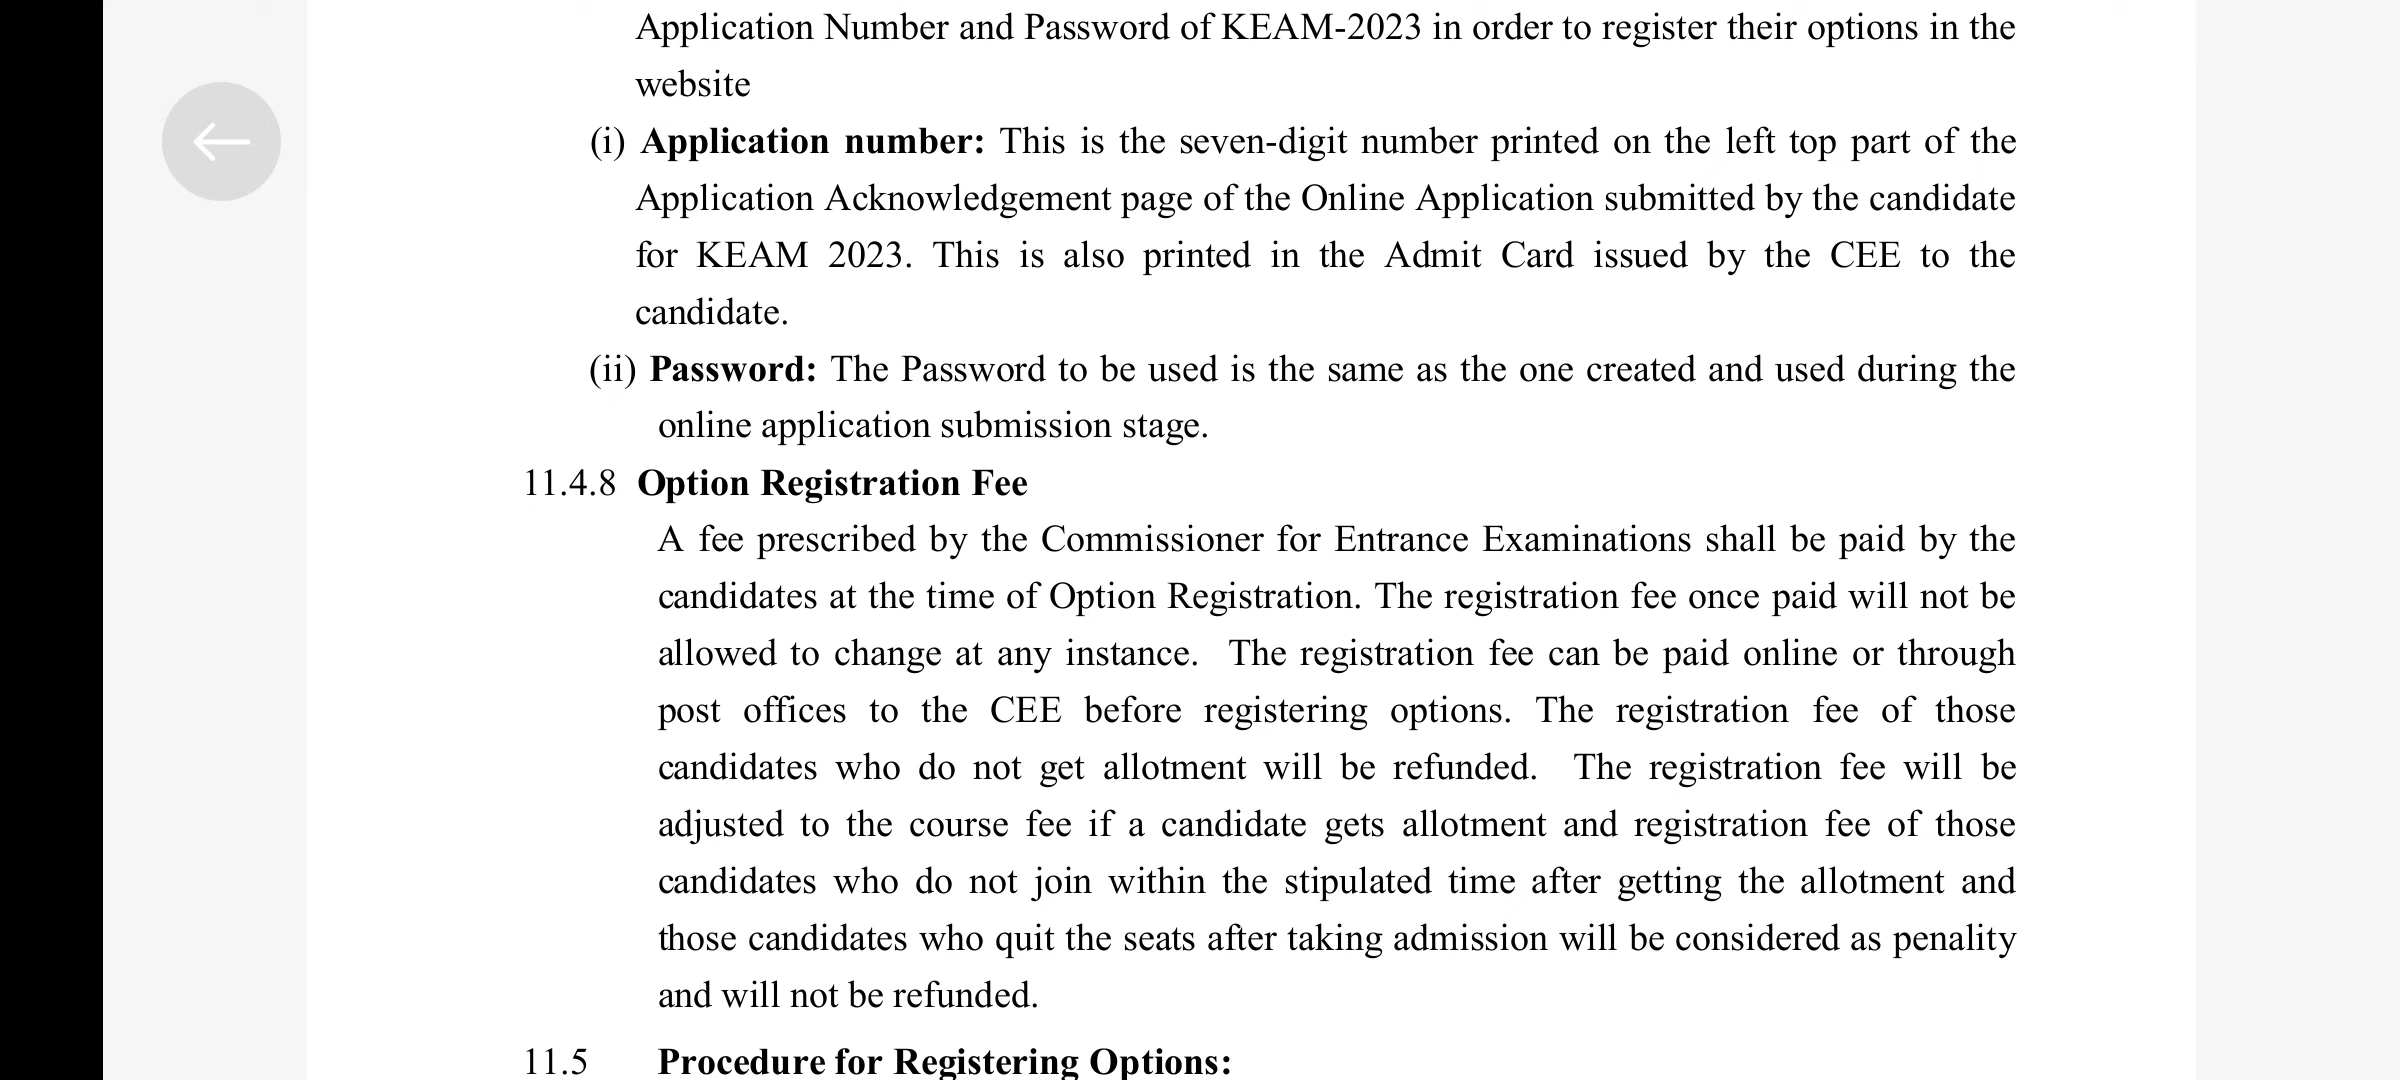 Application Number and Password of KEAM-2023 in order to register their options in the
website
(i) Application number: This is the seven-digit number printed on the left top part of the
Application Acknowledgement page of the Online Application submitted by the candidate
for KEAM 2023. This is also printed in the Admit Card issued by the CEE to the
candidate.
(ii) Password: The Password to be used is the same as the one created and used during the
online application submission stage.
11.4.8 Option Registration Fee
A fee prescribed by the Commissioner for Entrance Examinations shall be paid by the
candidates at the time of Option Registration. The registration fee once paid will not be
allowed to change at any instance. The registration fee can be paid online or through
post offices to the CEE before registering options. The registration fee of those
candidates who do not get allotment will be refunded. The registration fee will be
adjusted to the course fee if a candidate gets allotment and registration fee of those
candidates who do not join within the stipulated time after getting the allotment and
those candidates who quit the seats after taking admission will be considered as penality
and will not be refunded.
11.5 Procedure for Registering Options: